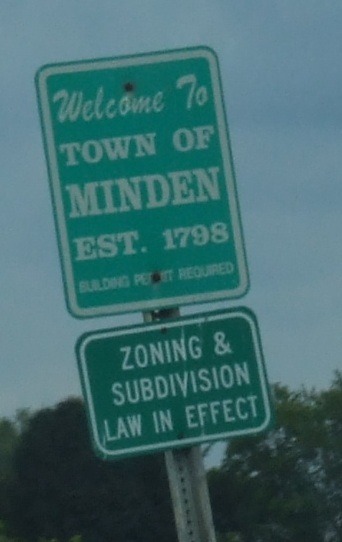 Welcome To
TOWN OF
MINDEN
EST. 1798
BUILDING PERMIT REQUIRED
ZONING &
SUBDIVISION
LAW IN EFFECT